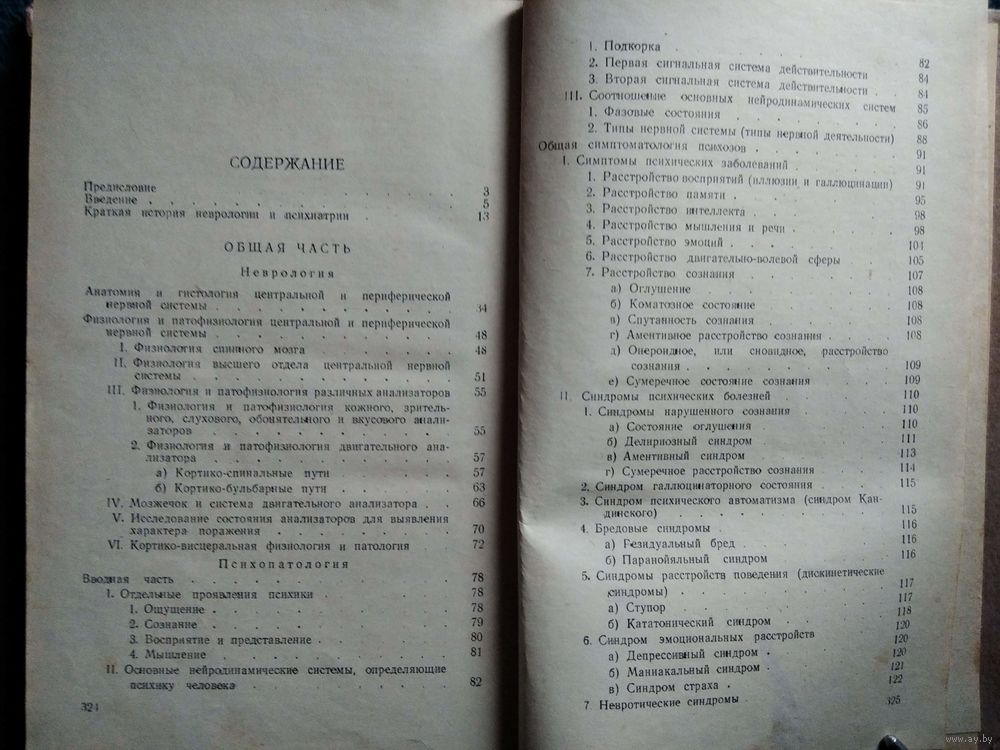 СОДЕРЖАНИЕ
Предисловие 3
Введение 5
Краткая история неврологии и психиатрии 13
ОБЩАЯ ЧАСТЬ
Неврология
Анатомия и гистология центральной и периферической
нервной системы 34
Физиология и патофизиология центральной и периферической
нервной системы 48
I. Физиология спинного мозга 48
II. Физиология высшего отдела центральной нервной
системы 51
III. Физиология и патофизиология различных анализаторов 55
1. Физиология и патофизиология кожного, зритель-
ного, слухового, обонятельного и вкусового анали-
заторов 55
2. Физиология и патофизиология двигательного ана-
лизатора 57
а) Кортико-спинальные пути 57
б) Кортико-бульбарные пути 63
IV. Мозжечок и система двигательного анализатора 66
V. Исследование состояния анализаторов для выявления
характера поражения 70
VI. Кортико-висцеральная физиология и патология 72
Психопатология
Вводная часть 78
I. Отдельные проявления психики 78
1. Ощущение 78
2. Сознание 79
3. Восприятие и представление 80
4. Мышление 81
II. Основные нейродинамические системы, определяющие
психику человека 82
324
1. Подкорка 82
2. Первая сигнальная система действительности 84
3. Вторая сигнальная система действительности 84
III. Соотношение основных нейродинамических систем 85
1. Фазовые состояния 86
2. Типы нервной системы (типы нервной деятельности) 88
Общая симптоматология психозов 91
I. Симптомы психических заболеваний 91
1. Расстройство восприятий (иллюзии и галлюцинации) 91
2. Расстройство памяти 95
3. Расстройство интеллекта 98
4. Расстройство мышления и речи 98
5. Расстройство эмоций 104
6. Расстройство двигательно-волевой сферы 105
7. Расстройство сознания 107
а) Оглушение 108
б) Коматозное состояние 108
в) Спутанность сознания 108
г) Аментивное расстройство сознания 108
д) Онероидное, или сновидное, расстройство
сознания 109
е) Сумеречное состояние сознания 109
II. Синдромы психических болезней 110
1. Синдромы нарушенного сознания 110
а) Состояние оглушения 110
б) Делириозный синдром 111
в) Аментивный синдром 113
г) Сумеречное расстройство сознания 114
2. Синдром галлюцинаторного состояния 115
3. Синдром психического автоматизма (синдром Кан-
динского) 115
4. Бредовые синдромы 116
а) Резидуальный бред 116
б) Паранойяльный синдром 116
5. Синдромы расстройств поведения (дискинетические
синдромы) 117
а) Ступор 117
б) Кататонический синдром 118
6. Синдром эмоциональных расстройств 120
а) Депрессивный синдром 120
б) Маниакальный синдром 120
в) Синдром страха 121
7. Невротические синдромы 122
325
www.ay.by